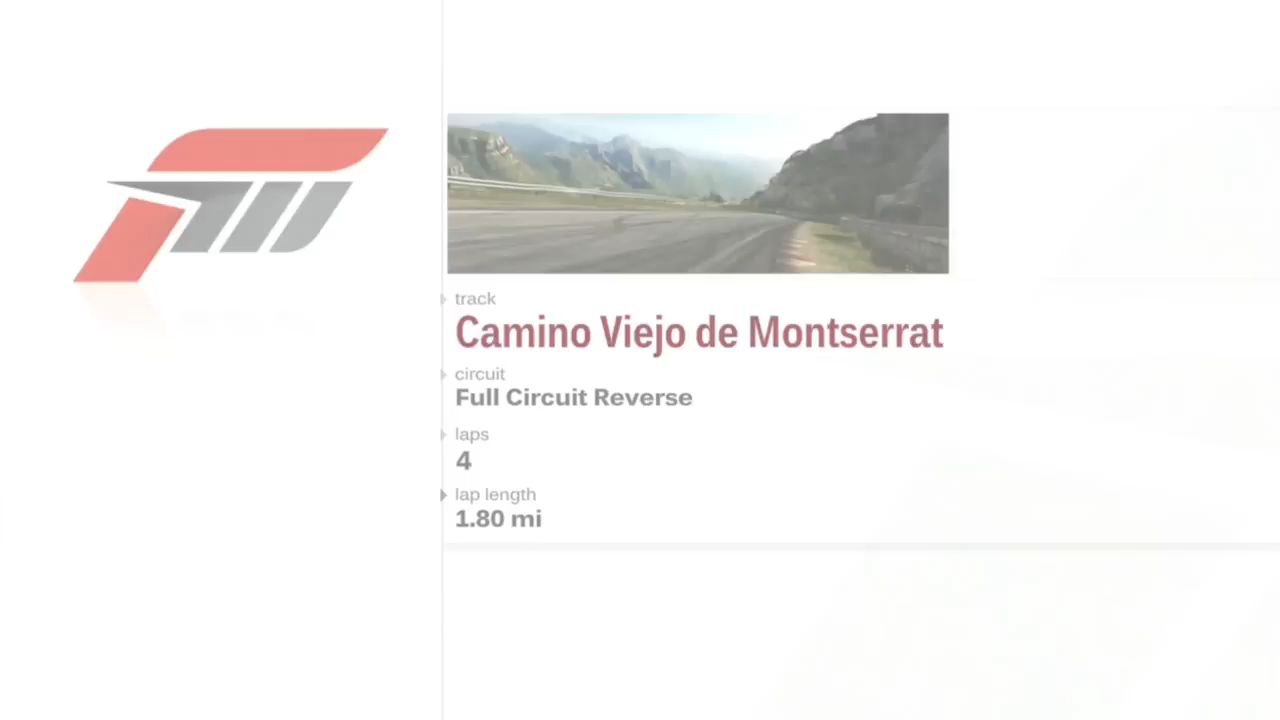 track
Camino Viejo de Montserrat
circuit
Full Circuit Reverse
laps
4
lap length
1.80 mi